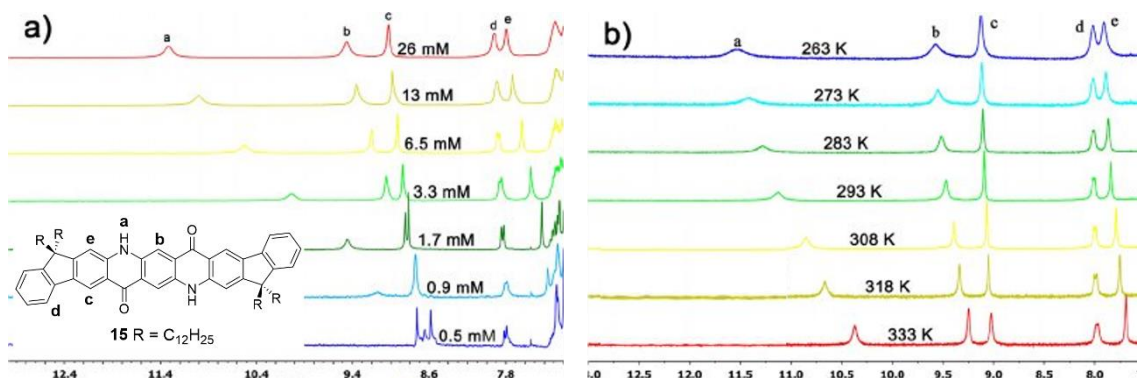 a)
a
b
c
d
e
26 mM
13 mM
6.5 mM
3.3 mM
1.7 mM
0.9 mM
0.5 mM
R
R
a
H
N
O
e
b
c
d
O
N
H
R
R
15 R = C12H25
12.4 11.4 10.4 9.4 8.6 7.8
b)
a
b
c
d
e
263 K
273 K
283 K
293 K
308 K
318 K
333 K
12.5 12.0 11.5 11.0 10.5 10.0 9.5 9.0 8.5 8.0